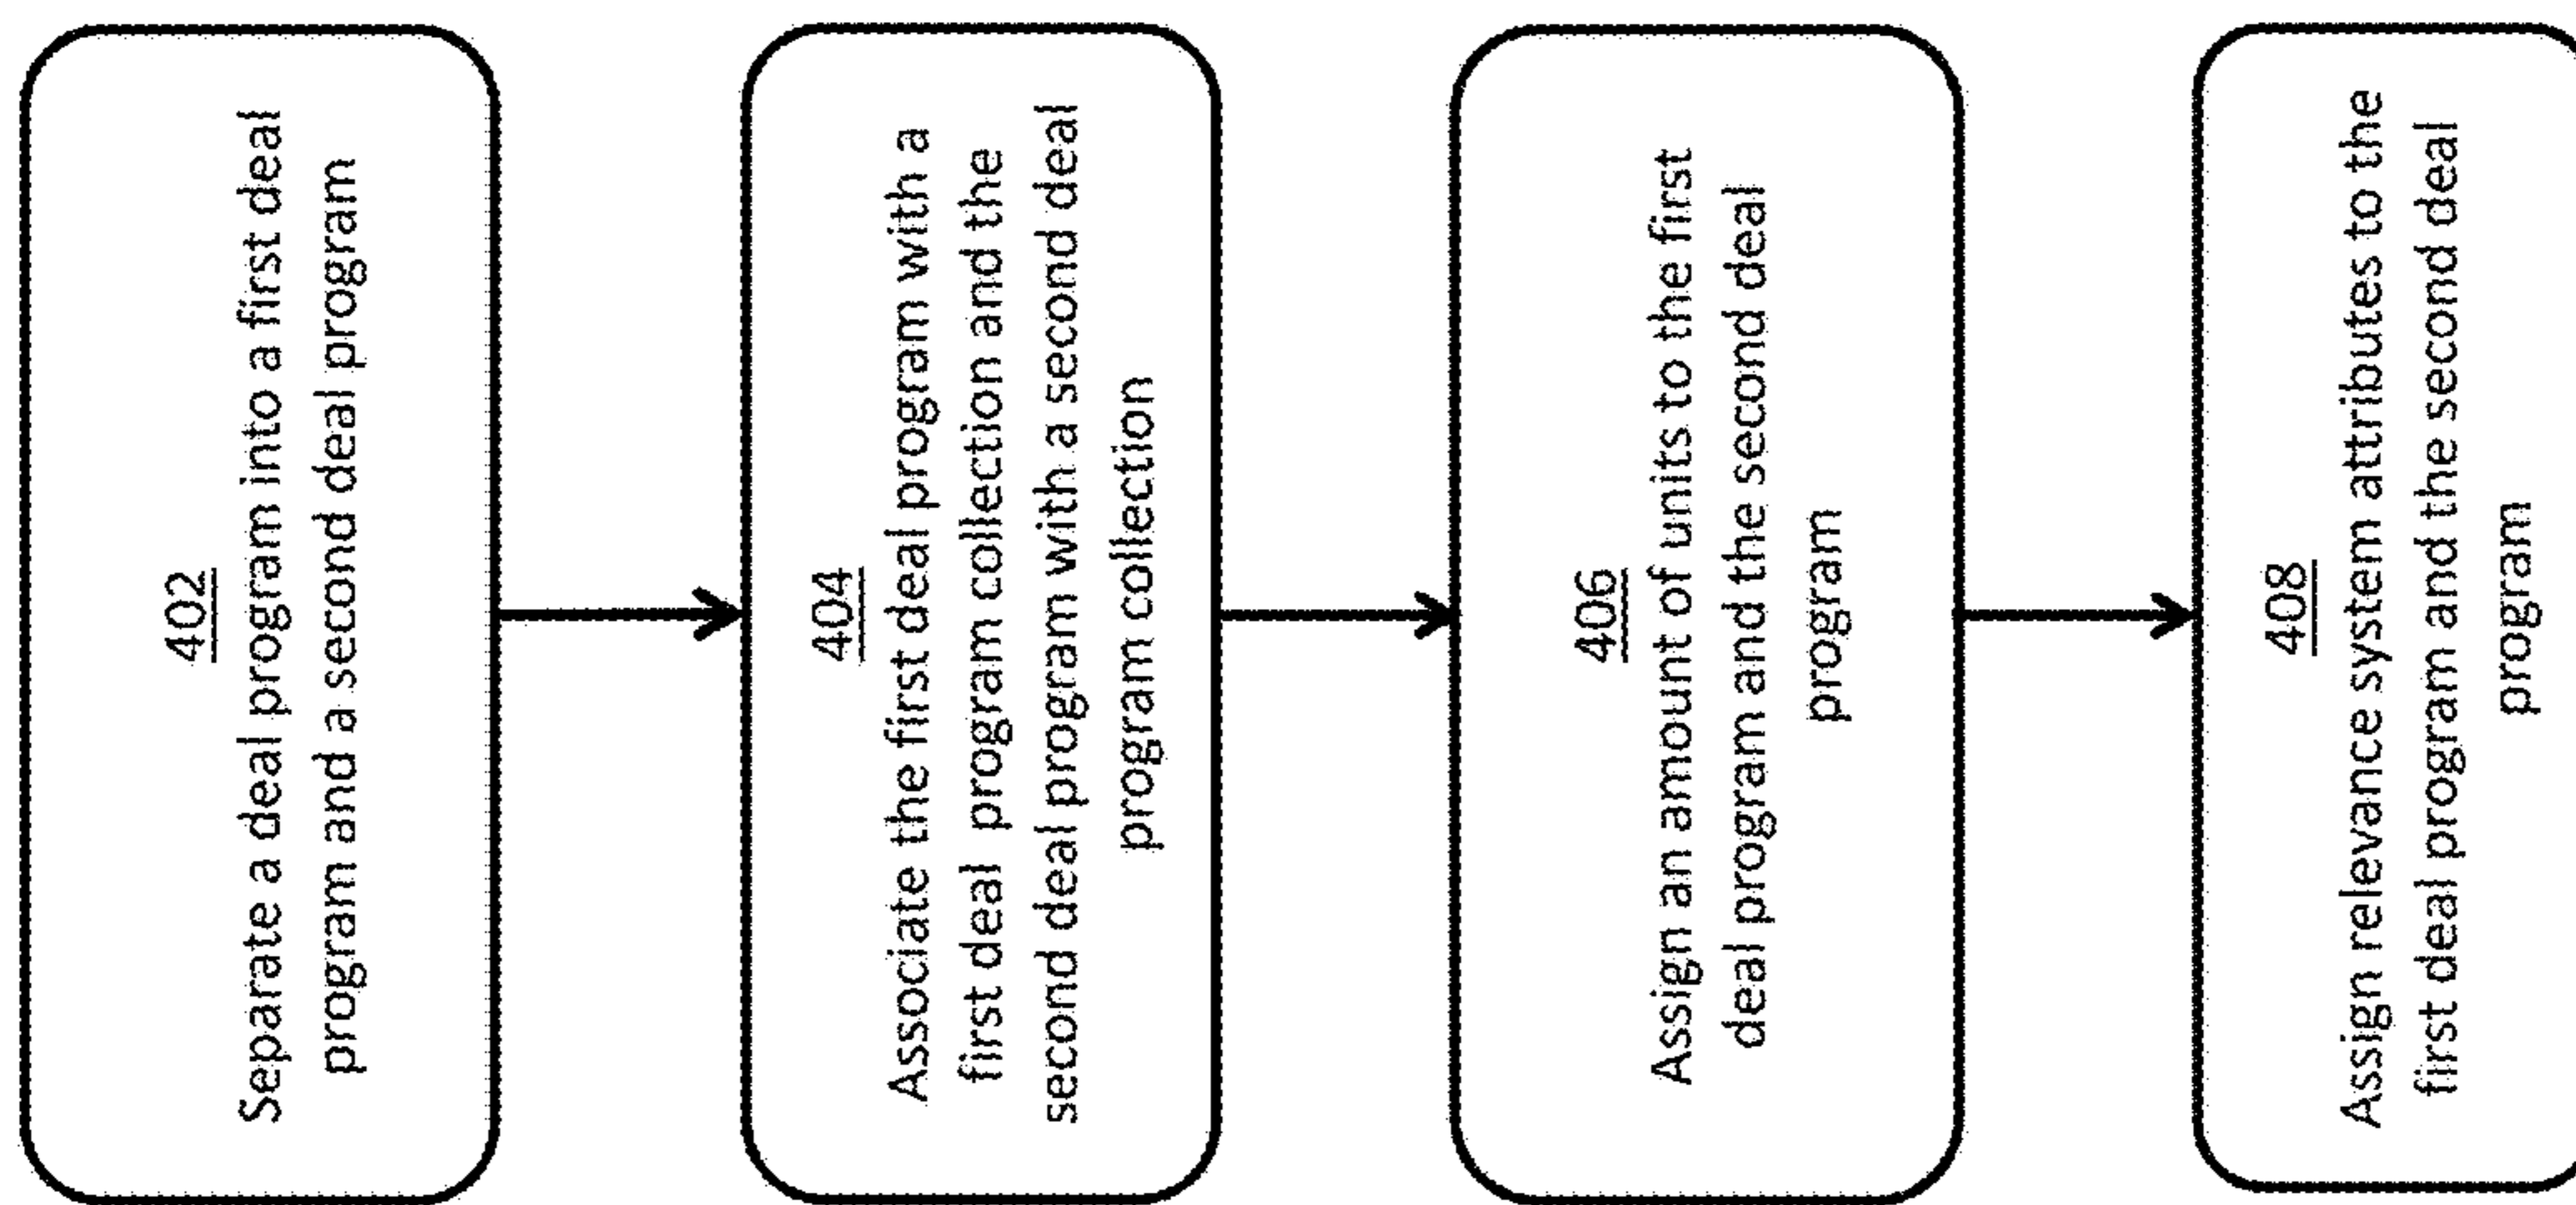 402
Separate a deal program into a first deal
program and a second deal program
404
Associate the first deal program with a
first deal program collection and the
second deal program with a second deal
program collection
406
Assign an amount of units to the first
deal program and the second deal
program
408
Assign relevance system attributes to the
first deal program and the second deal
program